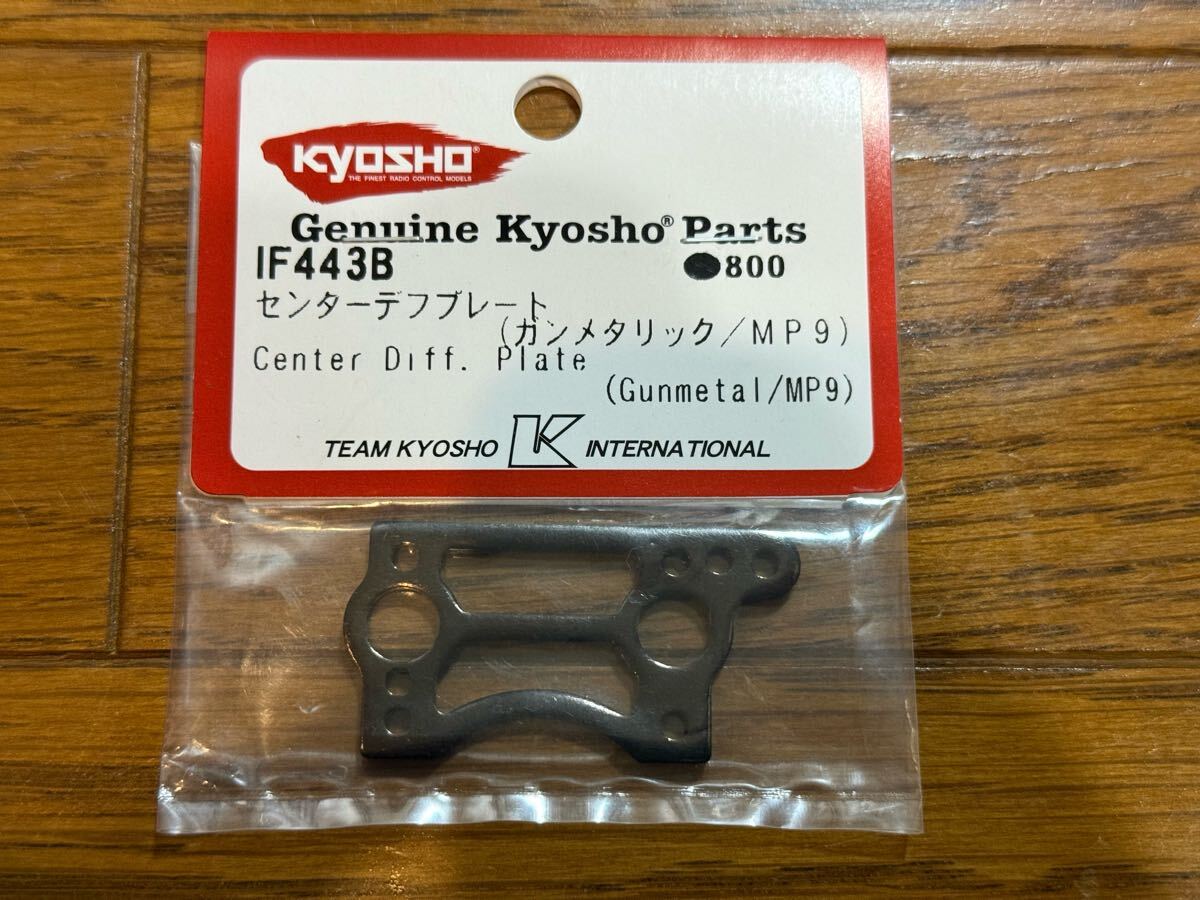 KYOSHO®
THE FINEST RADIO CONTROL MODELS
Genuine Kyosho® Parts
IF443B ●800
センターデフプレート
(ガンメタリック/MP9)
Center Diff. Plate
(Gunmetal/MP9)
TEAM KYOSHO K INTERNATIONAL